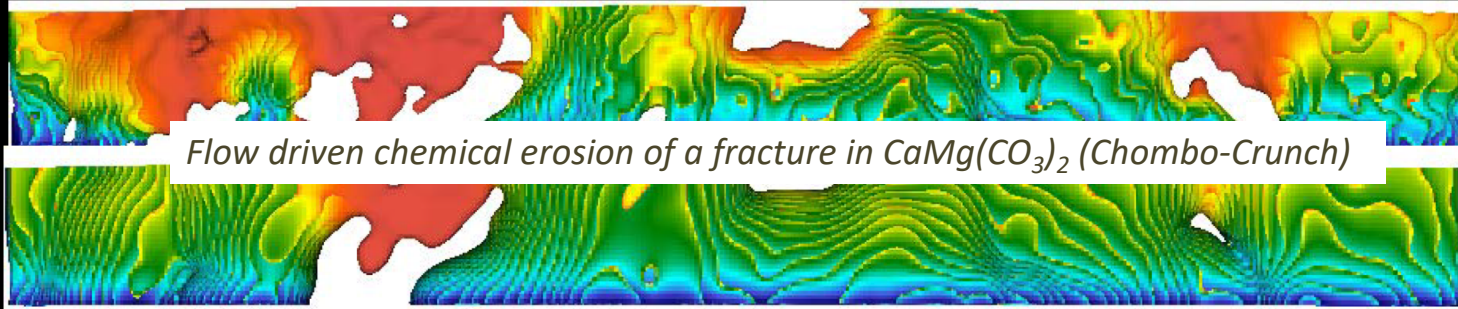 Flow driven chemical erosion of a fracture in CaMg(CO₃)₂ (Chombo-Crunch)